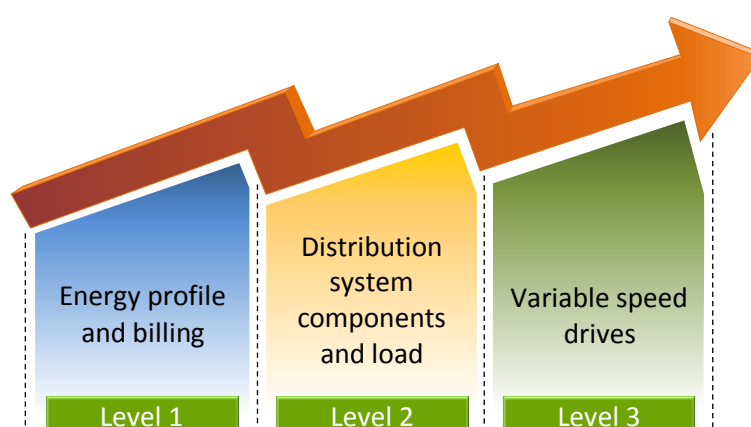 Energy profile
and billing
Distribution
system
components
and load
Variable speed
drives
Level 1
Level 2
Level 3